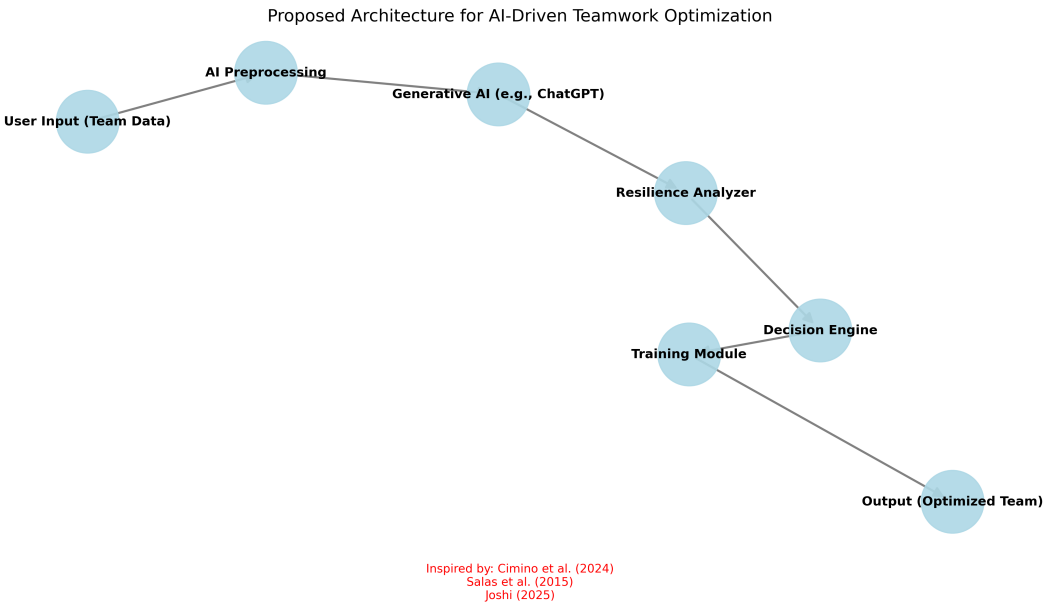 Proposed Architecture for AI-Driven Teamwork Optimization
AI Preprocessing
Generative AI (e.g., ChatGPT)
User Input (Team Data)
Resilience Analyzer
Decision Engine
Training Module
Output (Optimized Team)
Inspired by: Cimino et al. (2024)
Salas et al. (2015)
Joshi (2025)